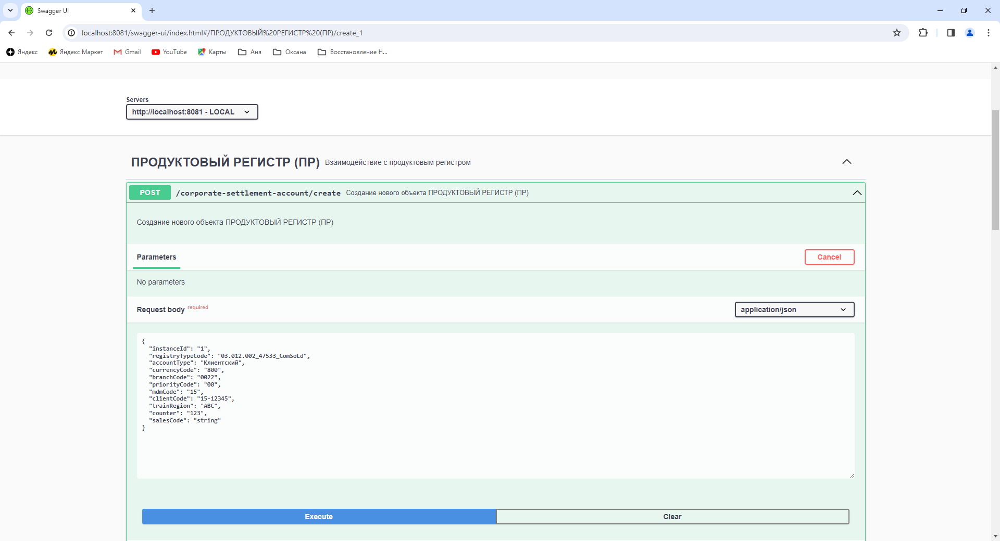 Swagger UI
localhost:8081/swagger-ui/index.html#/ПРОДУКТОВЫЙ%20РЕГИСТР%20(ПР)/create_1
Яндекс Яндекс Маркет Gmail YouTube Карты Аня Оксана Восстановление Н...
Servers
http://localhost:8081 - LOCAL
ПРОДУКТОВЫЙ РЕГИСТР (ПР) Взаимодействие с продуктовым регистром
POST /corporate-settlement-account/create Создание нового объекта ПРОДУКТОВЫЙ РЕГИСТР (ПР)
Создание нового объекта ПРОДУКТОВЫЙ РЕГИСТР (ПР)
Parameters Cancel
No parameters
Request body required application/json
{
"instanceId": "1",
"registryTypeCode": "03.012.002_47533_ComSoLd",
"accountType": "Клиентский",
"currencyCode": "800",
"branchCode": "0022",
"priorityCode": "00",
"mdmCode": "15",
"clientCode": "15-12345",
"trainRegion": "ABC",
"counter": "123",
"salesCode": "string"
}
Execute Clear